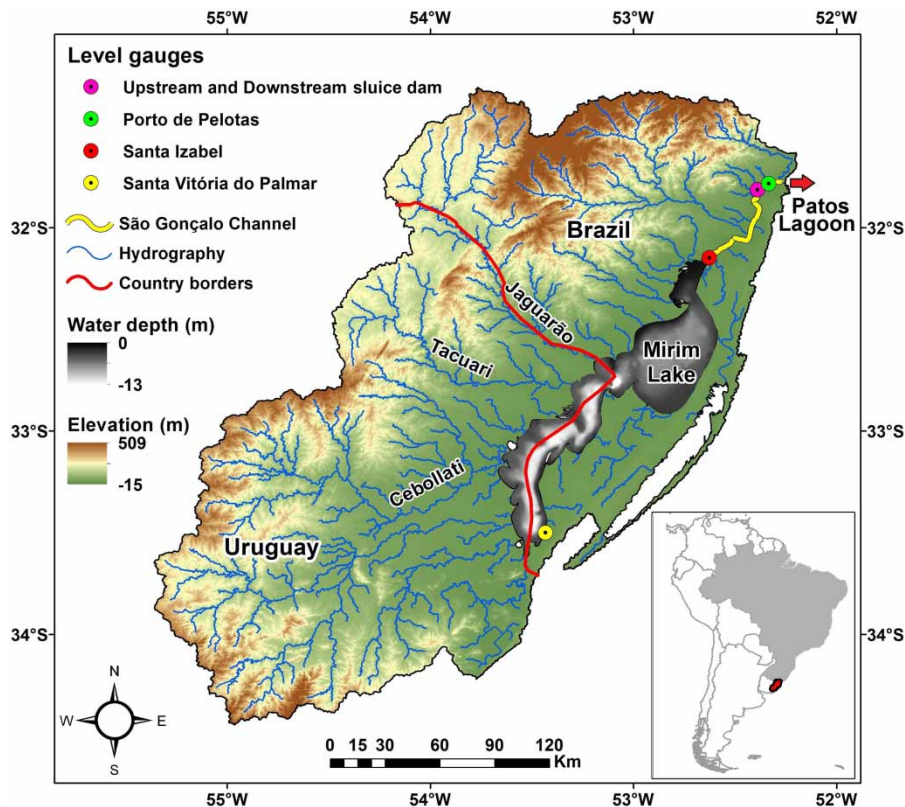 55°W 54°W 53°W 52°W
Level gauges
Upstream and Downstream sluice dam
Porto de Pelotas
Santa Izabel
Santa Vitória do Palmar
São Gonçalo Channel
Hydrography
Country borders
Water depth (m)
0
-13
Elevation (m)
509
-15
32°S
33°S
34°S
Brazil
Patos
Lagoon
Jaguarão
Tacuari
Mirim
Lake
Cebollati
Uruguay
32°S
33°S
34°S
N
W E
S
0 15 30 60 90 120
Km
55°W 54°W 53°W 52°W